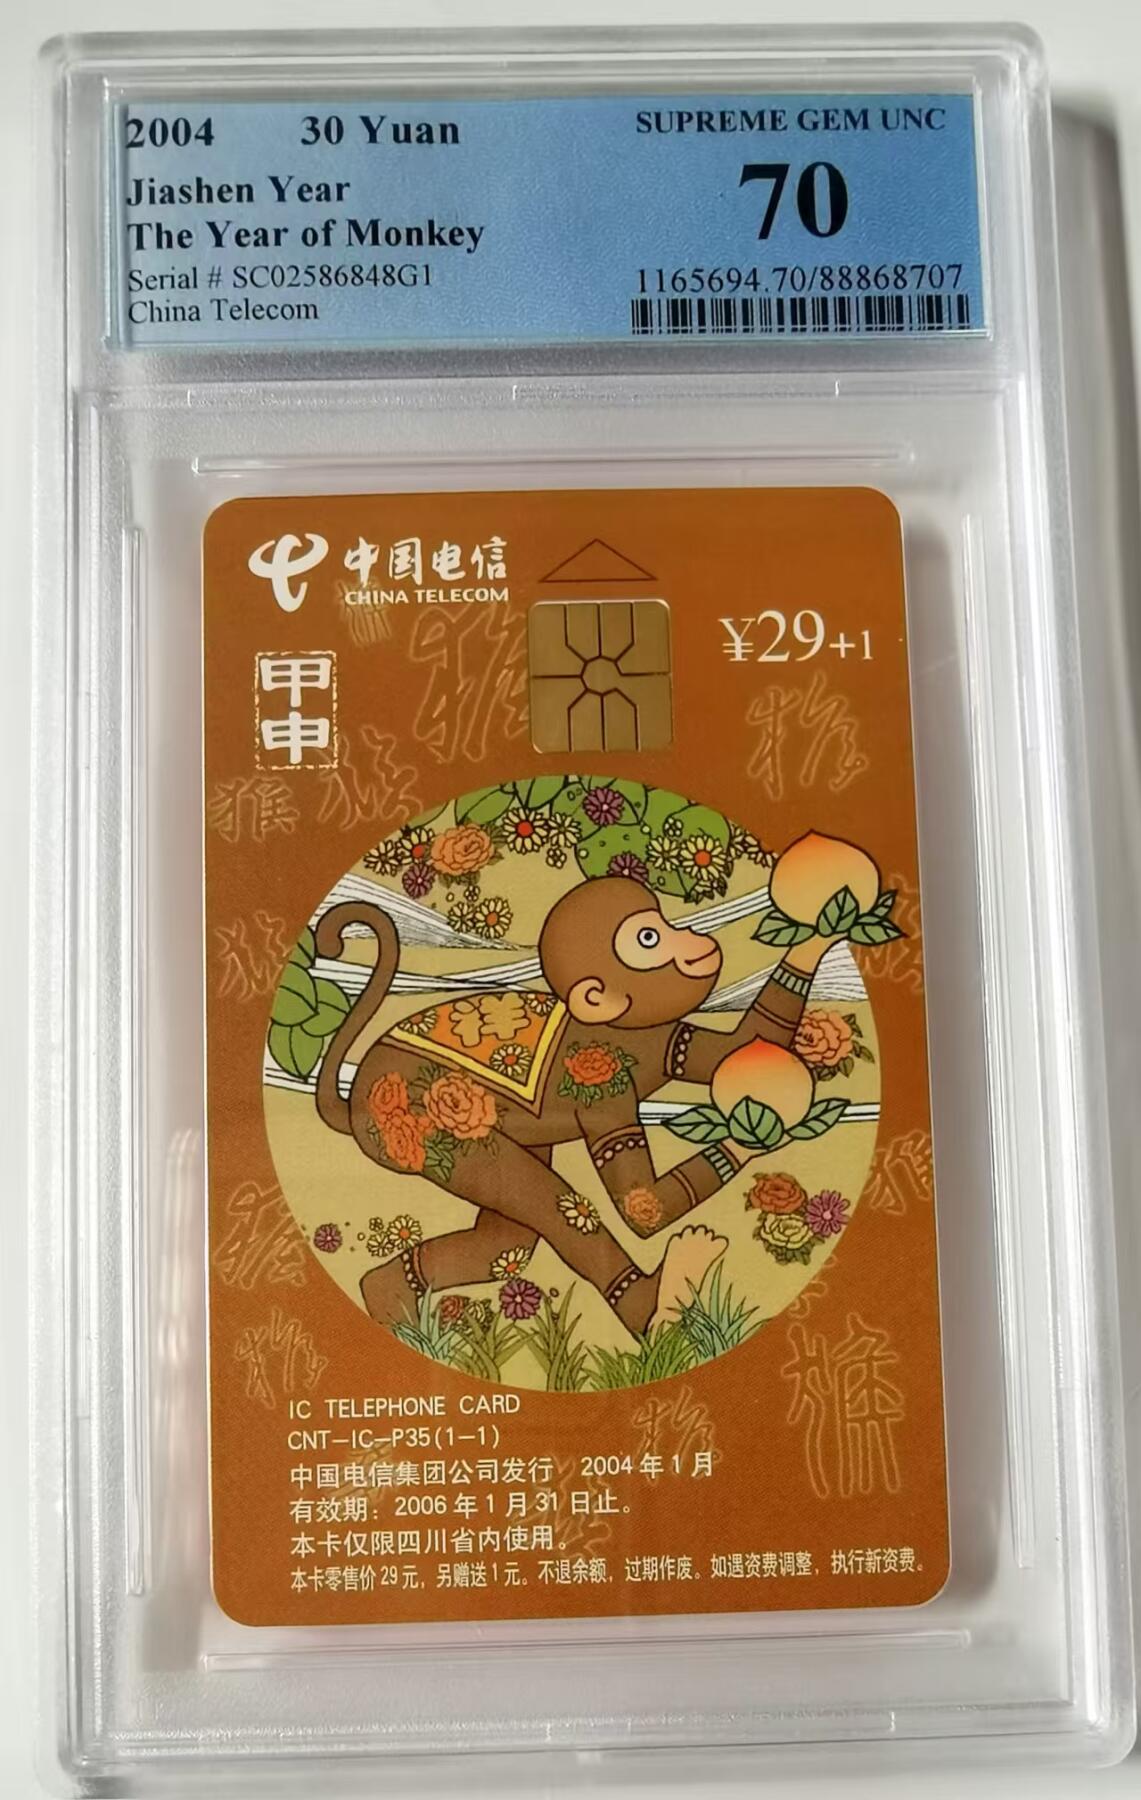 2004 30 Yuan
SUPREME GEM UNC
Jiashen Year
70
The Year of Monkey
Serial # SC02586848G1
1165694.70/88868707
China Telecom
中国电信
CHINA TELECOM
¥29+1
甲
申
猴
祥
IC TELEPHONE CARD
CNT-IC-P35(1-1)
中国电信集团公司发行 2004年1月
有效期：2006年1月31日止。
本卡仅限四川省内使用。
本卡零售价29元，另赠送1元。不退余额，过期作废。如遇资费调整，执行新资费。